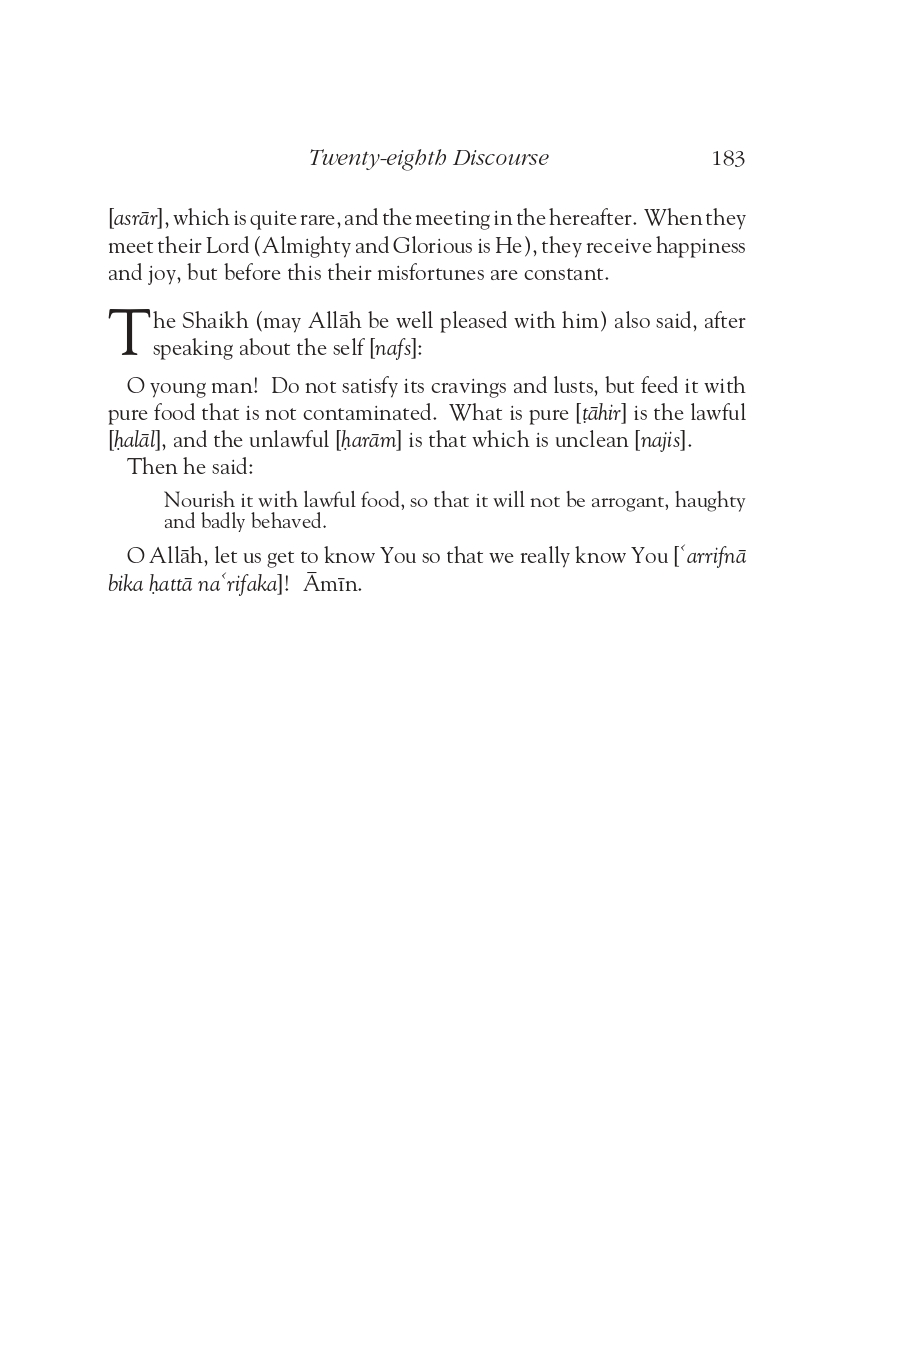 Twenty-eighth Discourse 183
[asrār], which is quite rare, and the meeting in the hereafter. When they
meet their Lord (Almighty and Glorious is He), they receive happiness
and joy, but before this their misfortunes are constant.
The Shaikh (may Allāh be well pleased with him) also said, after
speaking about the self [nafs]:
O young man! Do not satisfy its cravings and lusts, but feed it with
pure food that is not contaminated. What is pure [ṭāhir] is the lawful
[ḥalāl], and the unlawful [ḥarām] is that which is unclean [najis].
Then he said:
Nourish it with lawful food, so that it will not be arrogant, haughty
and badly behaved.
O Allāh, let us get to know You so that we really know You [ʿarrifnā
bika ḥattā naʿrifaka]! Āmīn.